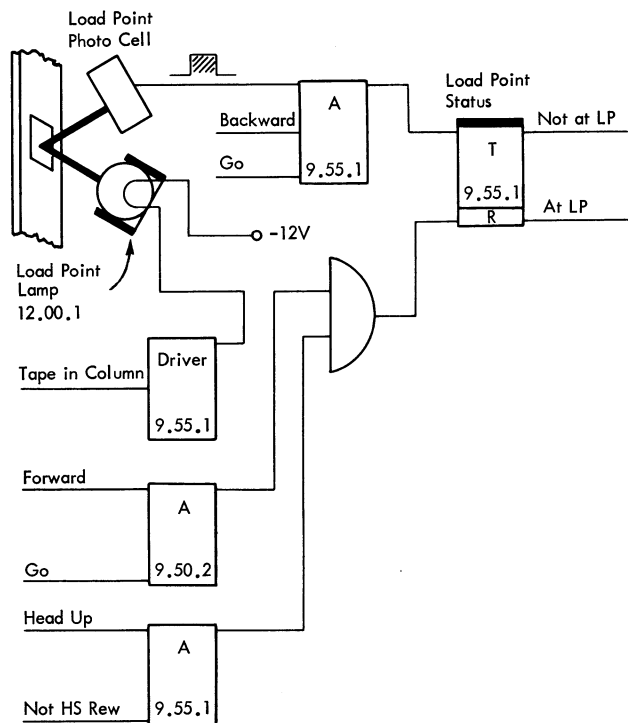 Load Point
Photo Cell
A
Backward
Go
9.55.1
Load Point
Status
Not at LP
T
9.55.1
R
At LP
-12V
Load Point
Lamp
12.00.1
Driver
Tape in Column
9.55.1
Forward
A
Go
9.50.2
Head Up
A
Not HS Rew
9.55.1